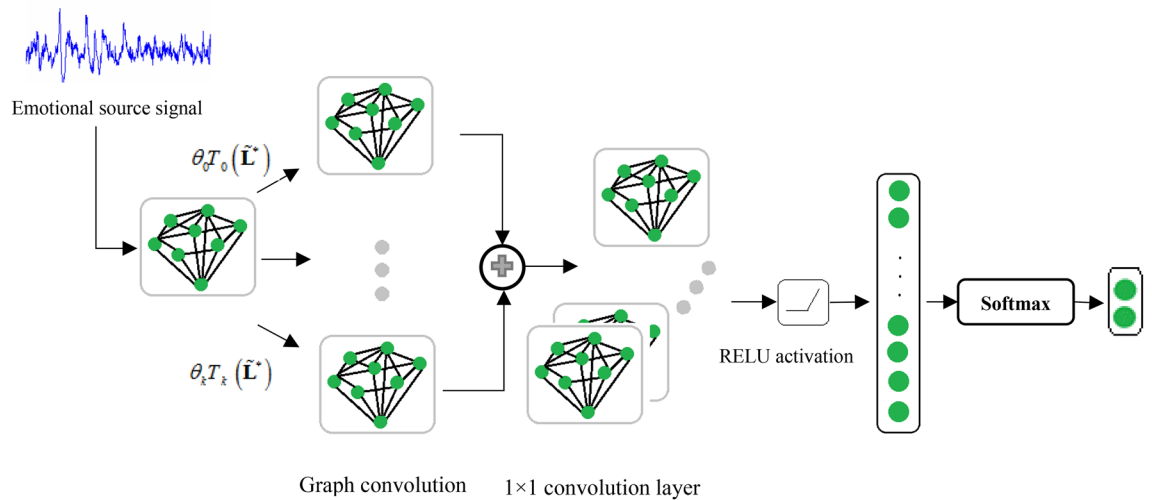 Emotional source signal
θ₀T₀(L̃*)
θₖTₖ(L̃*)
RELU activation
Softmax
Graph convolution
1×1 convolution layer